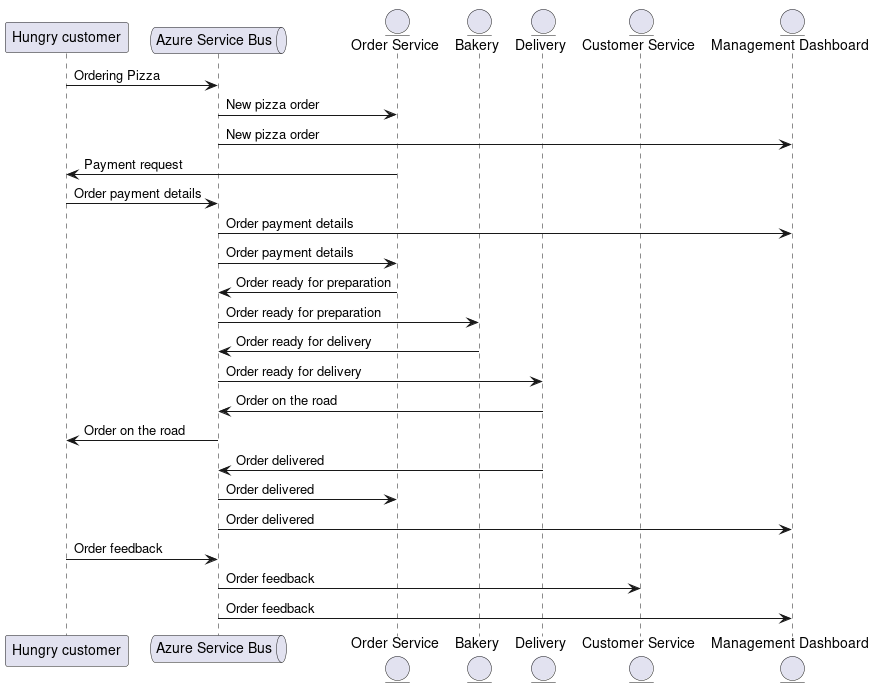 Hungry customer
Azure Service Bus
Order Service
Bakery
Delivery
Customer Service
Management Dashboard
Ordering Pizza
New pizza order
New pizza order
Payment request
Order payment details
Order payment details
Order payment details
Order ready for preparation
Order ready for preparation
Order ready for delivery
Order ready for delivery
Order on the road
Order on the road
Order delivered
Order delivered
Order delivered
Order feedback
Order feedback
Order feedback
Hungry customer
Azure Service Bus
Order Service
Bakery
Delivery
Customer Service
Management Dashboard